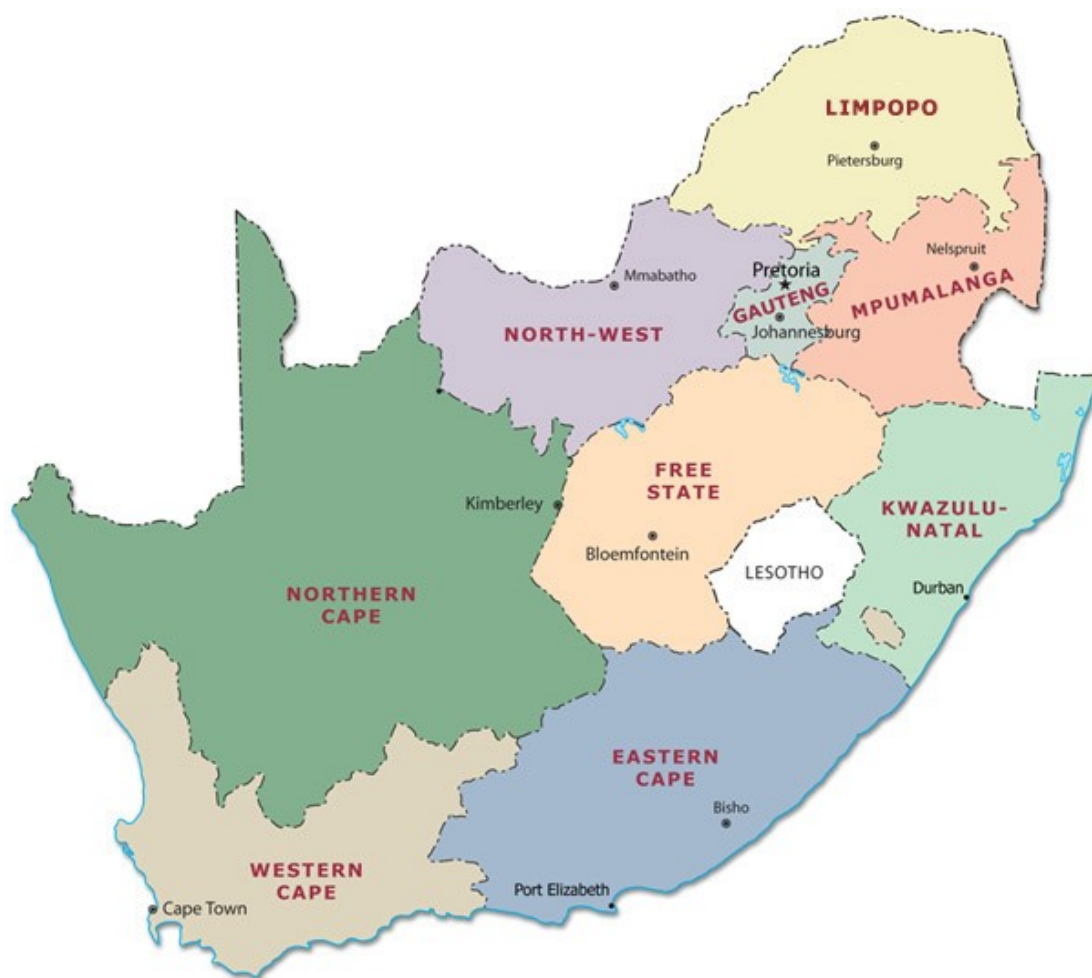 LIMPOPO
Pietersburg
Nelspruit
MPUMALANGA
Pretoria
GAUTENG
Johannesburg
Mmabatho
NORTH-WEST
FREE
STATE
Kimberley
Bloemfontein
KWAZULU-
NATAL
LESOTHO
Durban
NORTHERN
CAPE
EASTERN
CAPE
Bisho
WESTERN
CAPE
Port Elizabeth
Cape Town